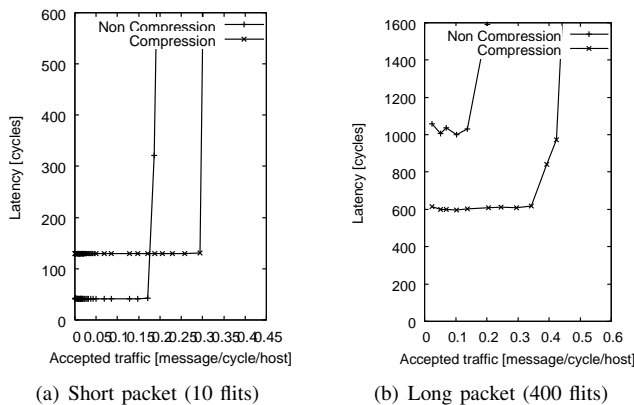 600
500
400
300
200
100
0
Latency [cycles]
Non Compression
Compression
0 0.05 0.1 0.15 0.2 0.25 0.3 0.35 0.4 0.45
Accepted traffic [message/cycle/host]
(a) Short packet (10 flits)
1600
1400
1200
1000
800
600
400
200
0
Latency [cycles]
Non Compression
Compression
0 0.1 0.2 0.3 0.4 0.5 0.6
Accepted traffic [message/cycle/host]
(b) Long packet (400 flits)